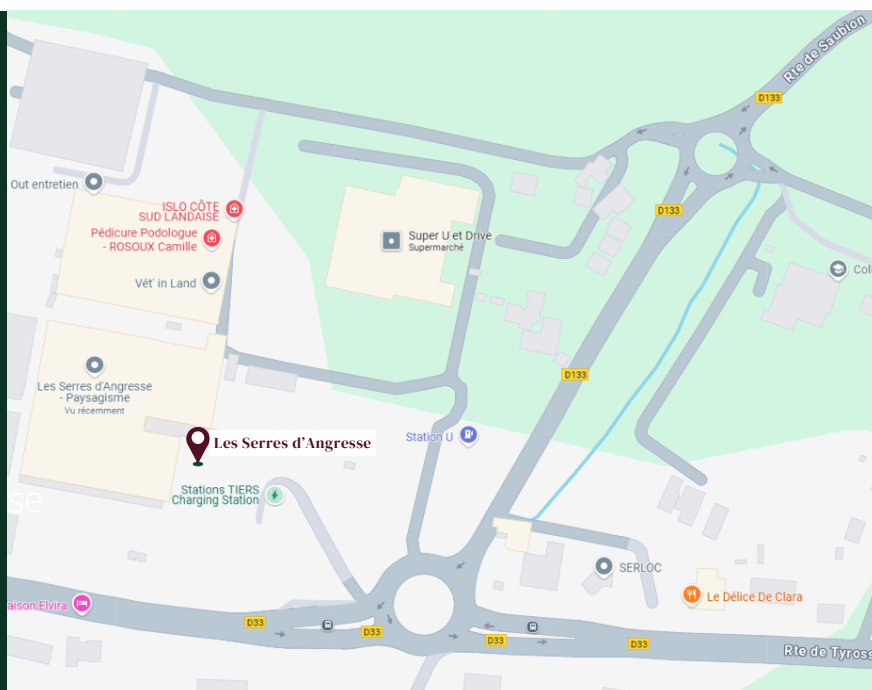 Rte de Saubion
D133
Out entretien
ISLO CÔTE
SUD LANDAISE
D133
Pédicure Podologue
- ROSOUX Camille
Super U et Drive
Supermarché
Coll
Vét' in Land
D133
Les Serres d'Angresse
- Paysagisme
Vu récemment
Les Serres d'Angresse
Station U
Stations TIERS
Charging Station
se
SERLOC
Le Délice De Clara
aison Elvira
D33
D33
D33
D33
Rte de Tyross